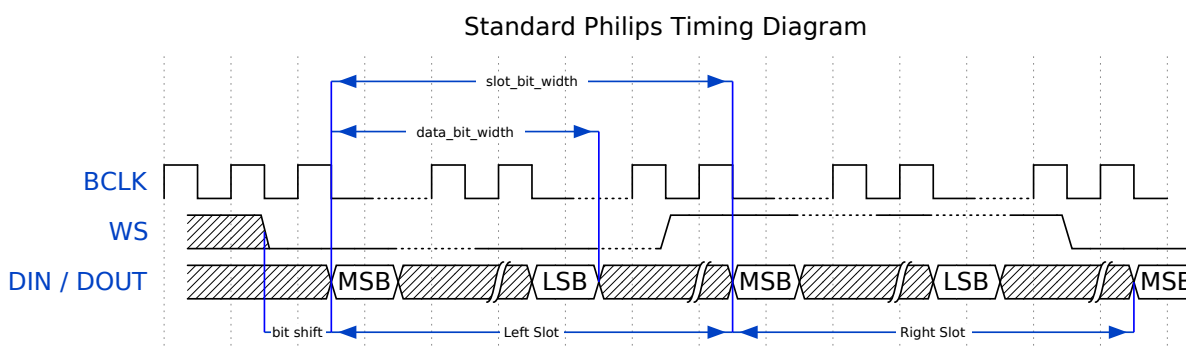 Standard Philips Timing Diagram
slot_bit_width
data_bit_width
BCLK
WS
DIN / DOUT
MSB
LSB
MSB
LSB
MSB
bit shift
Left Slot
Right Slot